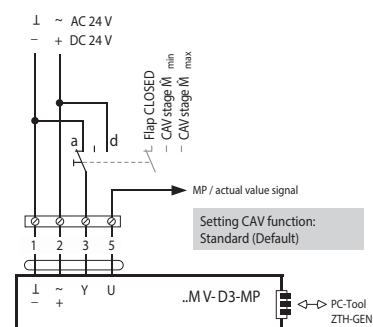 ⊥ ~ AC 24 V
– + DC 24 V
Flap CLOSED
CAV stage Ṁ min
CAV stage Ṁ max
a d
MP / actual value signal
Setting CAV function:
Standard (Default)
1 2 3 5
⊥ ~ Y U
– +
..M V- D3-MP
PC-Tool
ZTH-GEN